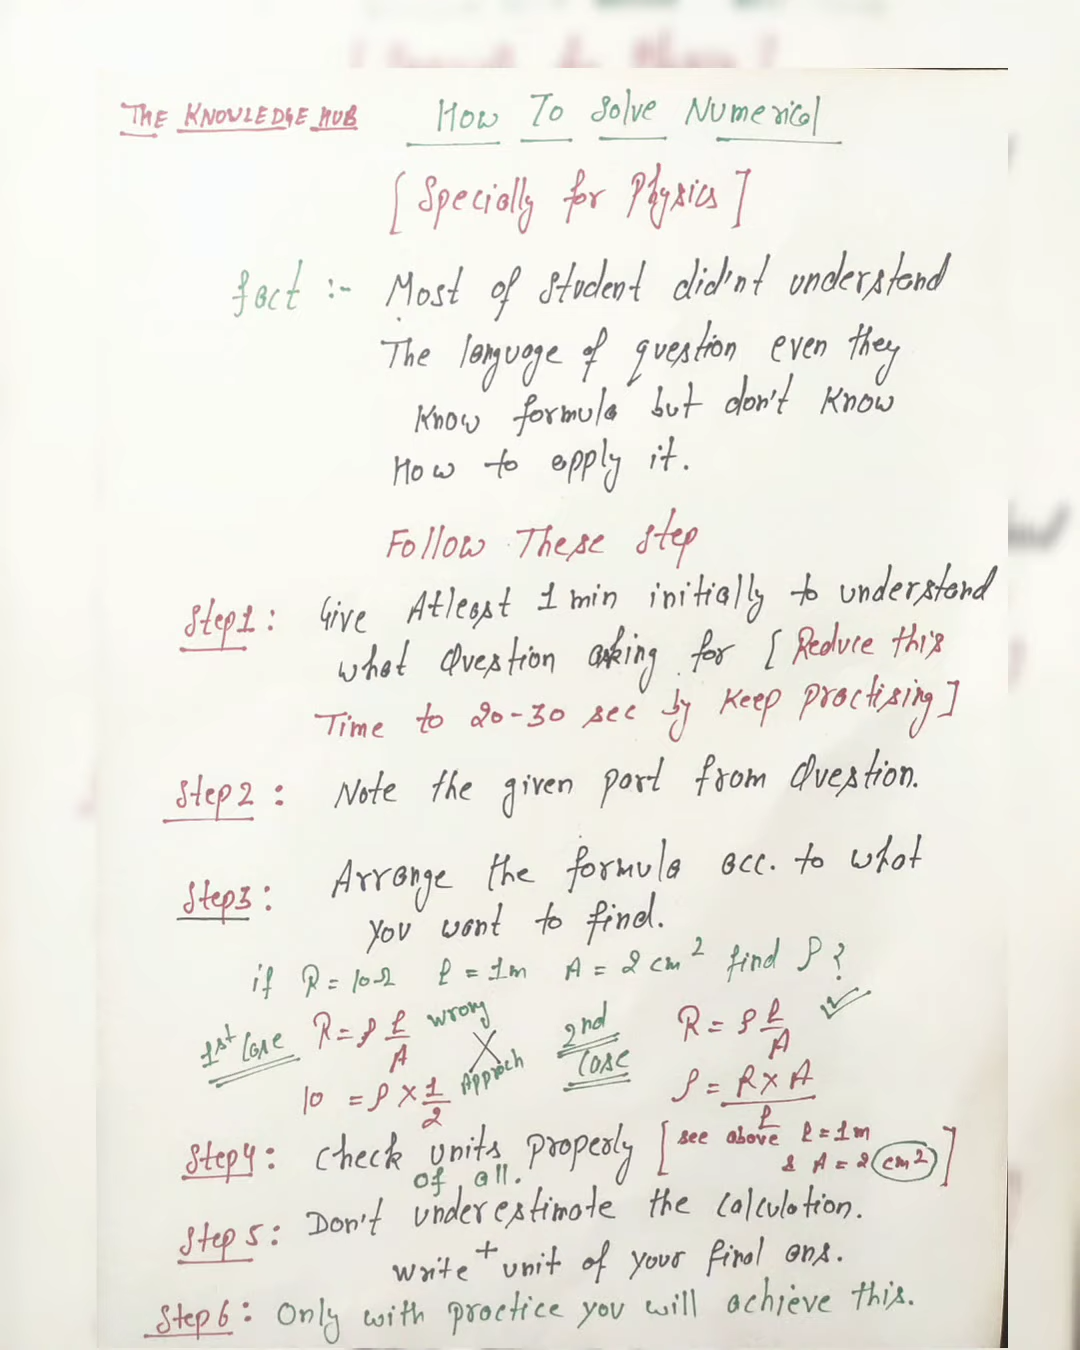 THE KNOWLEDGE HUB
How To Solve Numerical
[ Specially for Physics ]
fact :- Most of student did'nt understand
The language of question even they
Know formula but don't Know
How to apply it.
Follow These step
Step1: Give Atleast 1 min initially to understand
what Question asking for [ Reduce this
Time to 20-30 sec by Keep practising ]
Step2: Note the given part from Question.
Step3: Arrange the formula acc. to what
you want to find.
if R = 10Ω ℓ = 1m A = 2 cm² find ρ ?
1st Case R = ρ ℓ/A wrong Approch
10 = ρ × 1/2
2nd Case R = ρ ℓ/A ✓
ρ = R × A / ℓ
Step4: Check units properly of all. [ see above ℓ = 1m
& A = 2 cm² ]
Step 5: Don't underestimate the calculation.
write + unit of your final ans.
Step 6: Only with practice you will achieve this.